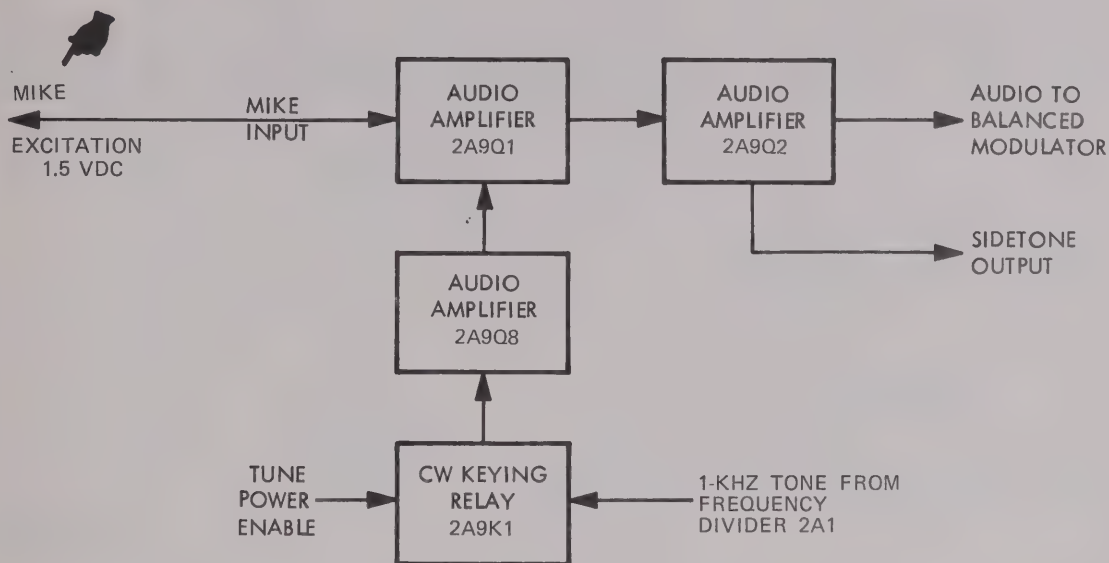 MIKE
EXCITATION
1.5 VDC
MIKE
INPUT
AUDIO
AMPLIFIER
2A9Q1
AUDIO
AMPLIFIER
2A9Q2
AUDIO TO
BALANCED
MODULATOR
SIDETONE
OUTPUT
AUDIO
AMPLIFIER
2A9Q8
TUNE
POWER
ENABLE
CW KEYING
RELAY
2A9K1
1-KHZ TONE FROM
FREQUENCY
DIVIDER 2A1